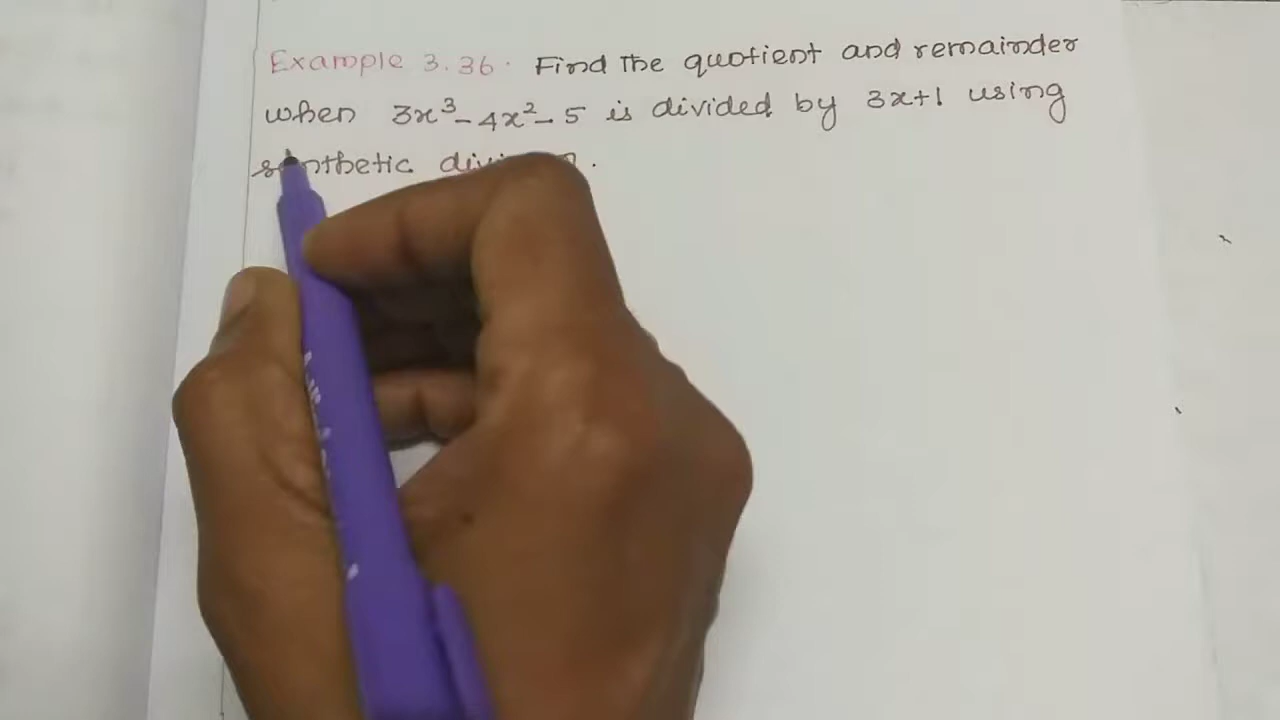 Example 3.36. Find the quotient and remainder
when 3x³-4x²-5 is divided by 3x+1 using